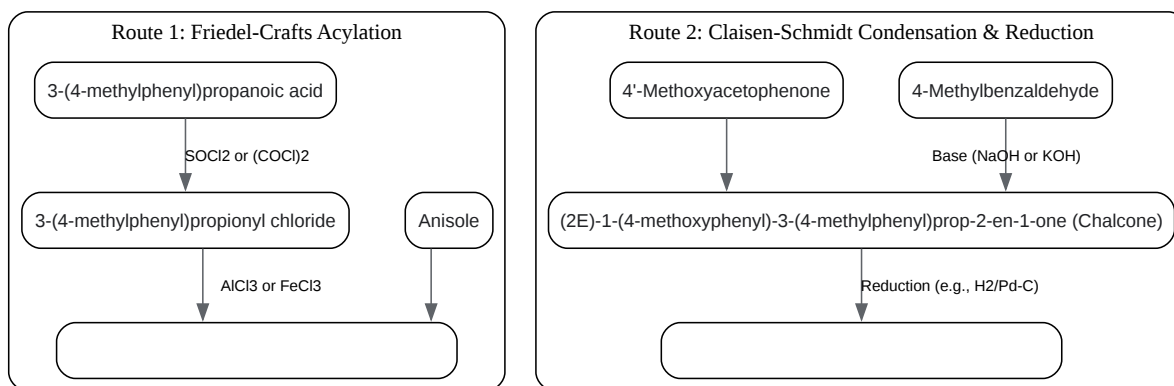 Route 1: Friedel-Crafts Acylation
3-(4-methylphenyl)propanoic acid
SOCl2 or (COCl)2
3-(4-methylphenyl)propionyl chloride
Anisole
AlCl3 or FeCl3
Route 2: Claisen-Schmidt Condensation & Reduction
4'-Methoxyacetophenone
4-Methylbenzaldehyde
Base (NaOH or KOH)
(2E)-1-(4-methoxyphenyl)-3-(4-methylphenyl)prop-2-en-1-one (Chalcone)
Reduction (e.g., H2/Pd-C)